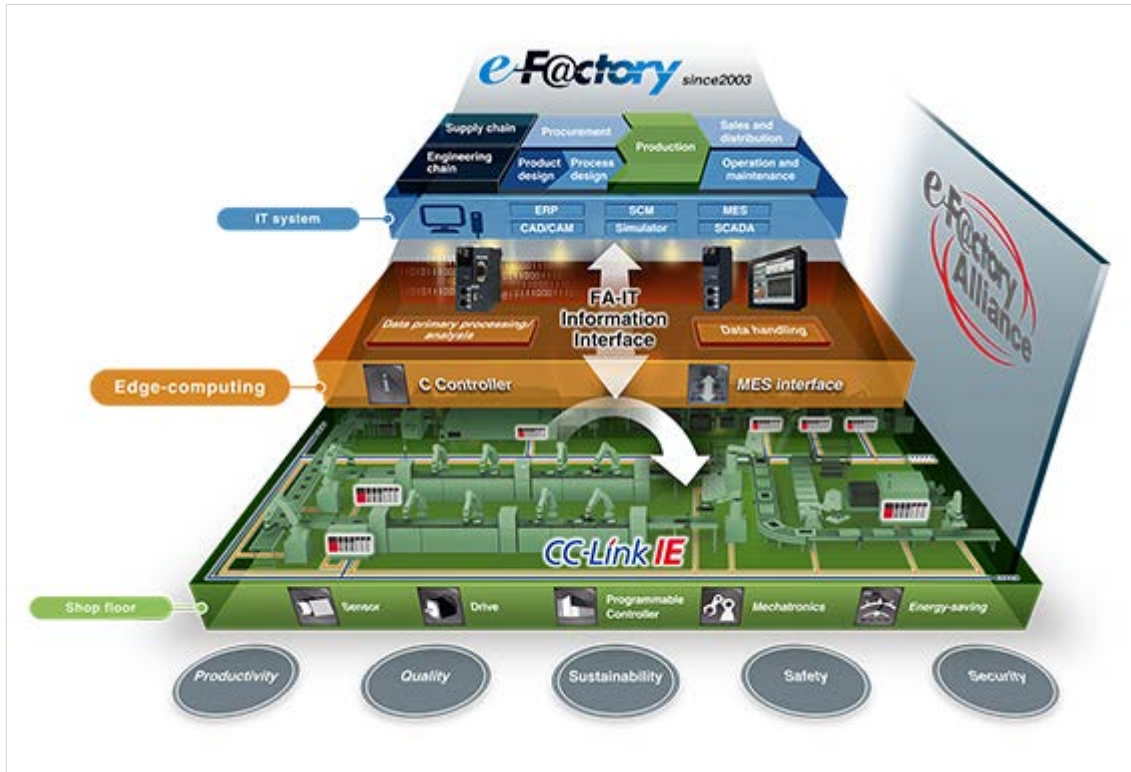 e-F@ctory since2003
Supply chain
Procurement
Production
Sales and
distribution
Engineering
chain
Product
design
Process
design
Operation and
maintenance
IT system
ERP
SCM
MES
CAD/CAM
Simulator
SCADA
e-F@ctory
Alliance
FA-IT
Information
Interface
Data primary processing/
analysis
Data handling
Edge-computing
C Controller
MES interface
CC-Link IE
Shop floor
Sensor
Drive
Programmable
Controller
Mechatronics
Energy-saving
Productivity
Quality
Sustainability
Safety
Security